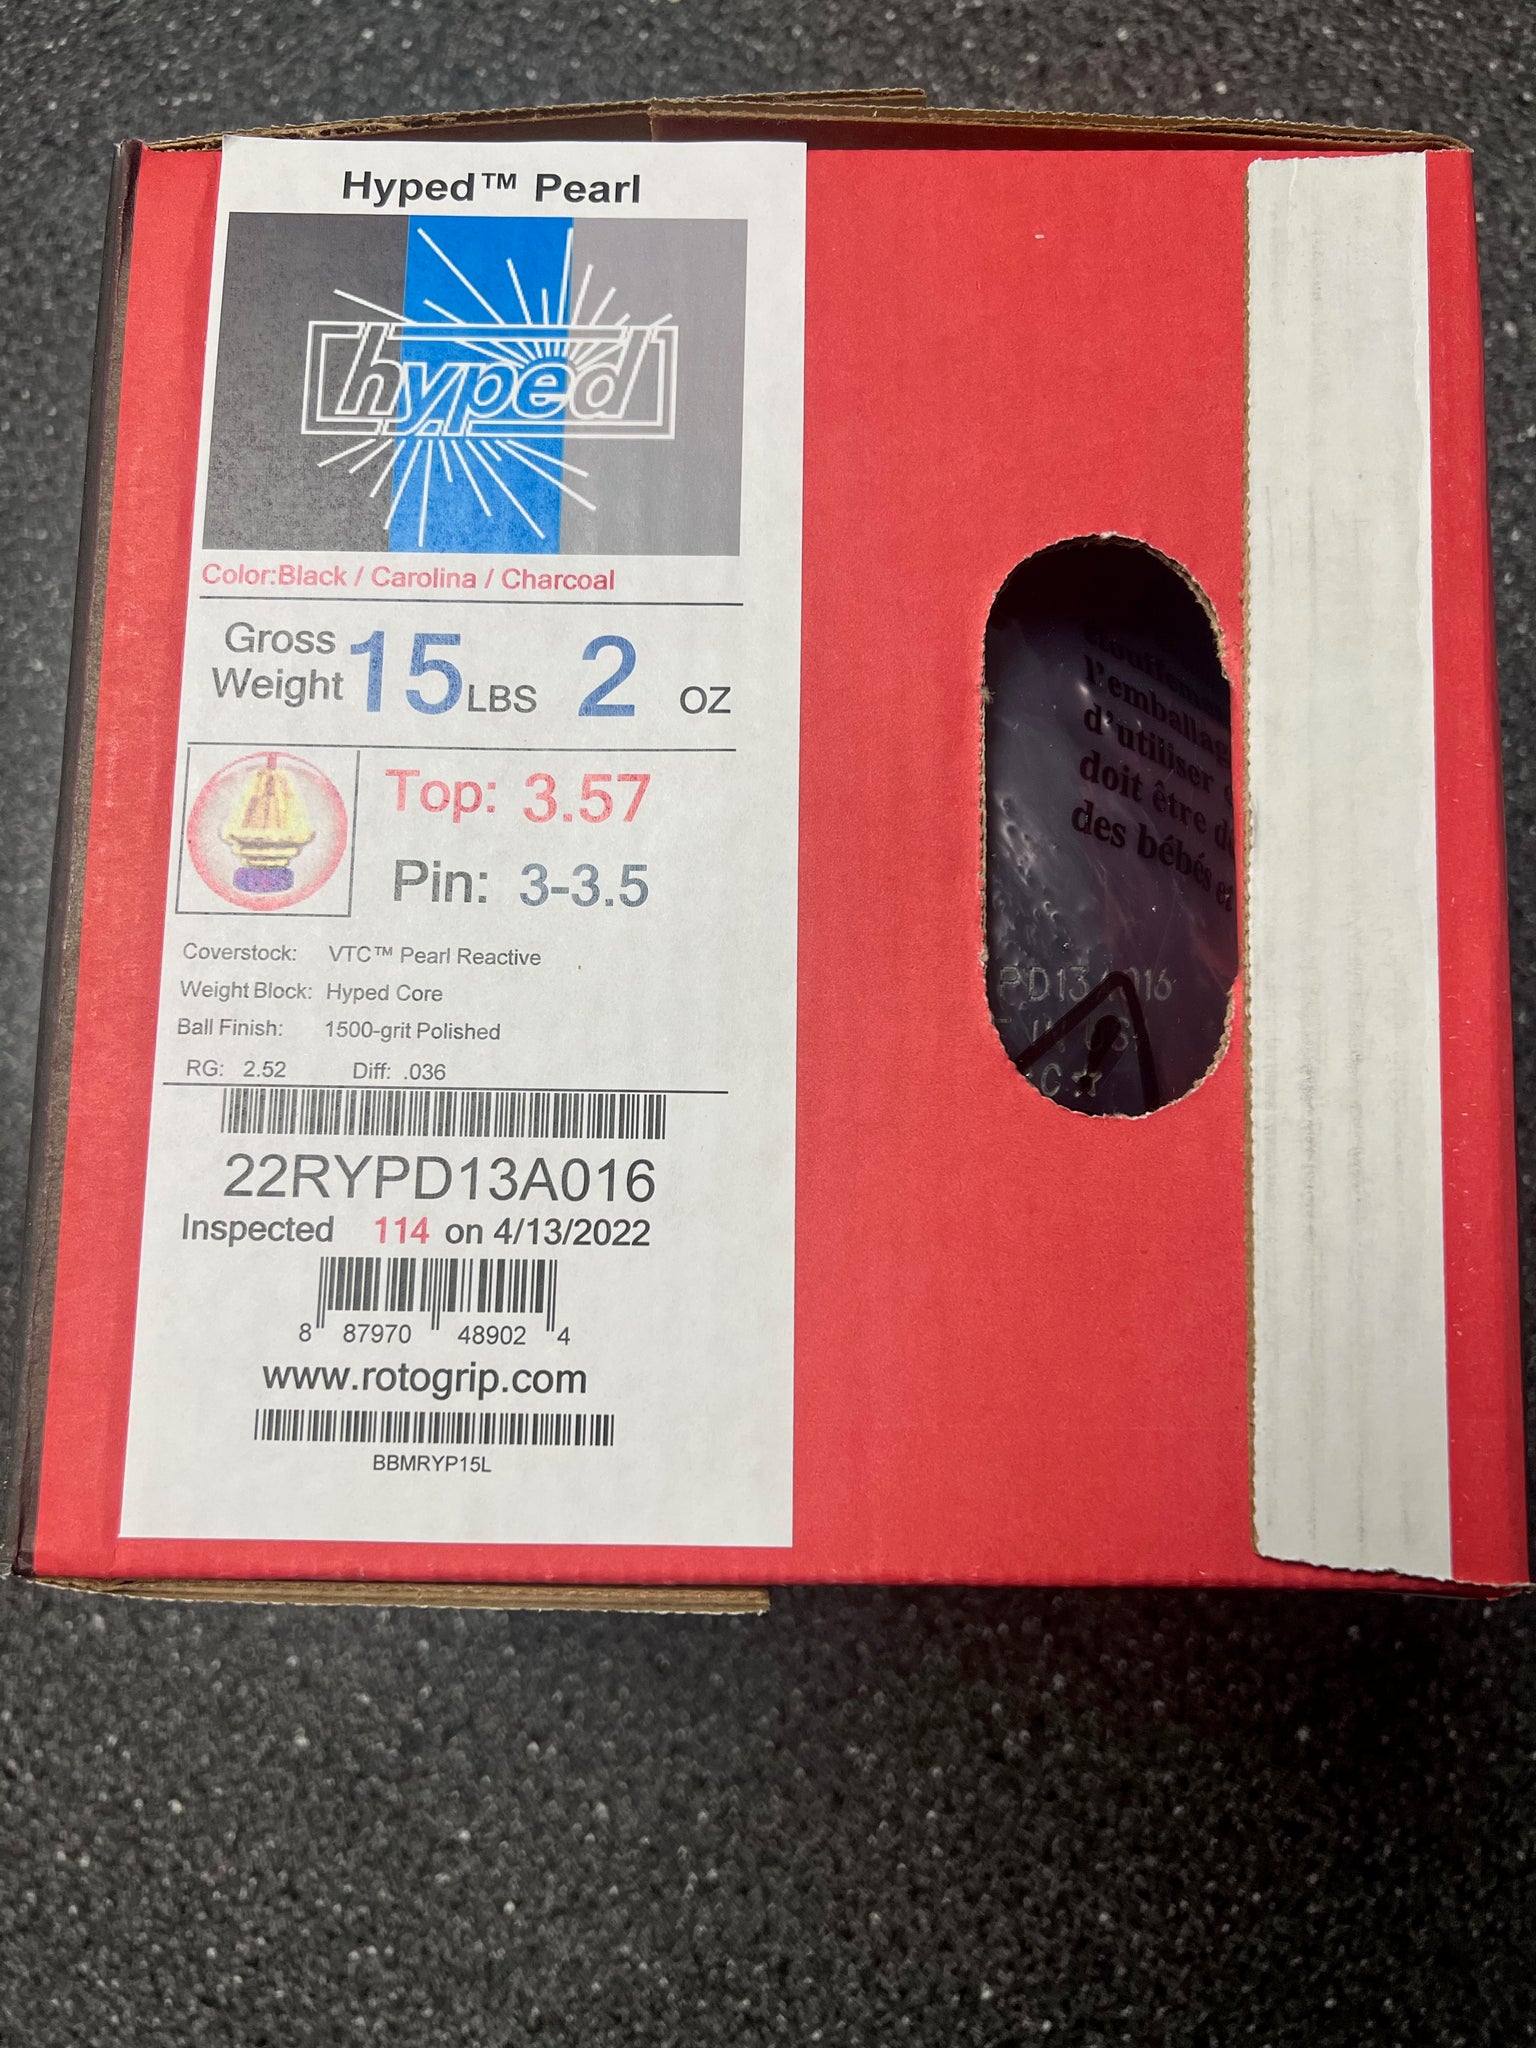 Hyped™ Pearl
hyped
Color:Black / Carolina / Charcoal
Gross Weight 15 LBS 2 OZ
Top: 3.57
Pin: 3-3.5
Coverstock: VTC™ Pearl Reactive
Weight Block: Hyped Core
Ball Finish: 1500-grit Polished
RG: 2.52 Diff: .036
22RYPD13A016
Inspected 114 on 4/13/2022
8 87970 48902 4
www.rotogrip.com
BBMRYP15L
l'emballag
d'utiliser
doit être
des bébés et
PD13A016